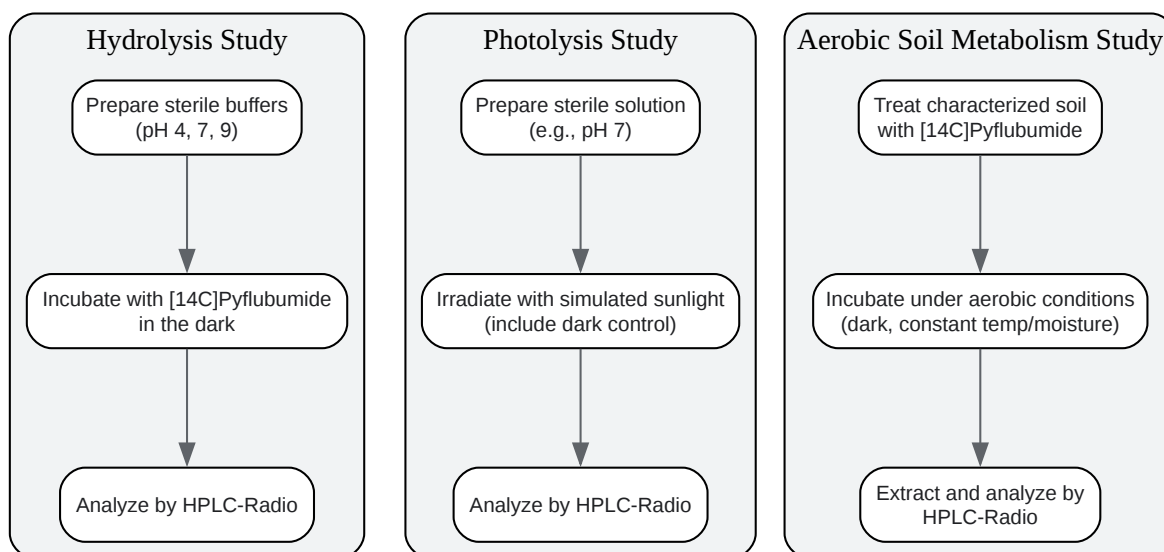 Hydrolysis Study
Prepare sterile buffers
(pH 4, 7, 9)
Incubate with [14C]Pyflubumide
in the dark
Analyze by HPLC-Radio
Photolysis Study
Prepare sterile solution
(e.g., pH 7)
Irradiate with simulated sunlight
(include dark control)
Analyze by HPLC-Radio
Aerobic Soil Metabolism Study
Treat characterized soil
with [14C]Pyflubumide
Incubate under aerobic conditions
(dark, constant temp/moisture)
Extract and analyze by
HPLC-Radio